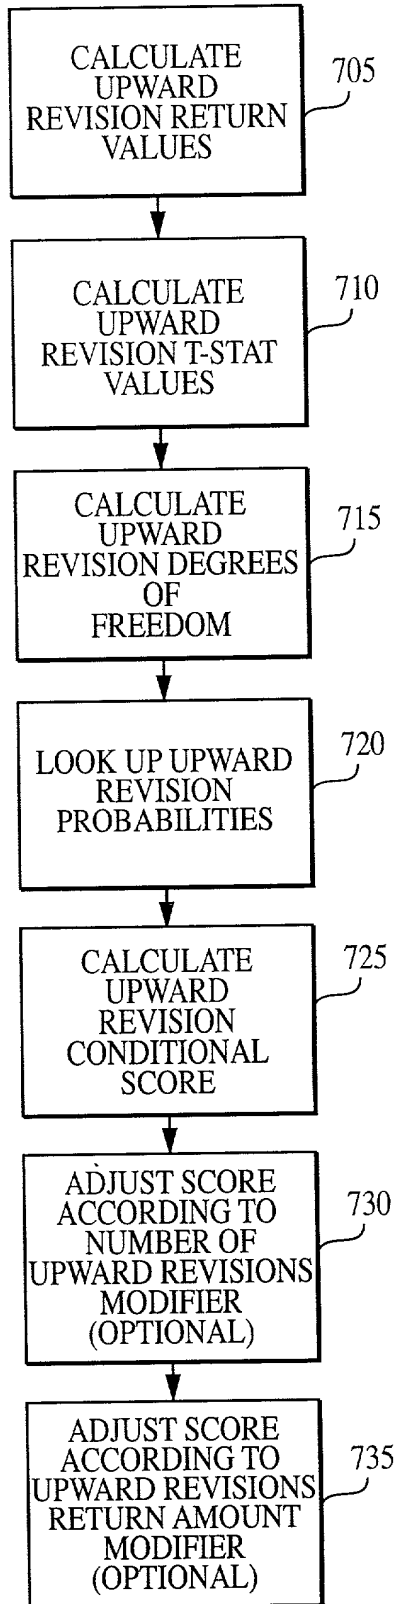 CALCULATE
UPWARD
REVISION RETURN
VALUES
705
CALCULATE
UPWARD
REVISION T-STAT
VALUES
710
CALCULATE
UPWARD
REVISION DEGREES
OF
FREEDOM
715
LOOK UP UPWARD
REVISION
PROBABILITIES
720
CALCULATE
UPWARD
REVISION
CONDITIONAL
SCORE
725
ADJUST SCORE
ACCORDING TO
NUMBER OF
UPWARD REVISIONS
MODIFIER
(OPTIONAL)
730
ADJUST SCORE
ACCORDING TO
UPWARD REVISIONS
RETURN AMOUNT
MODIFIER
(OPTIONAL)
735